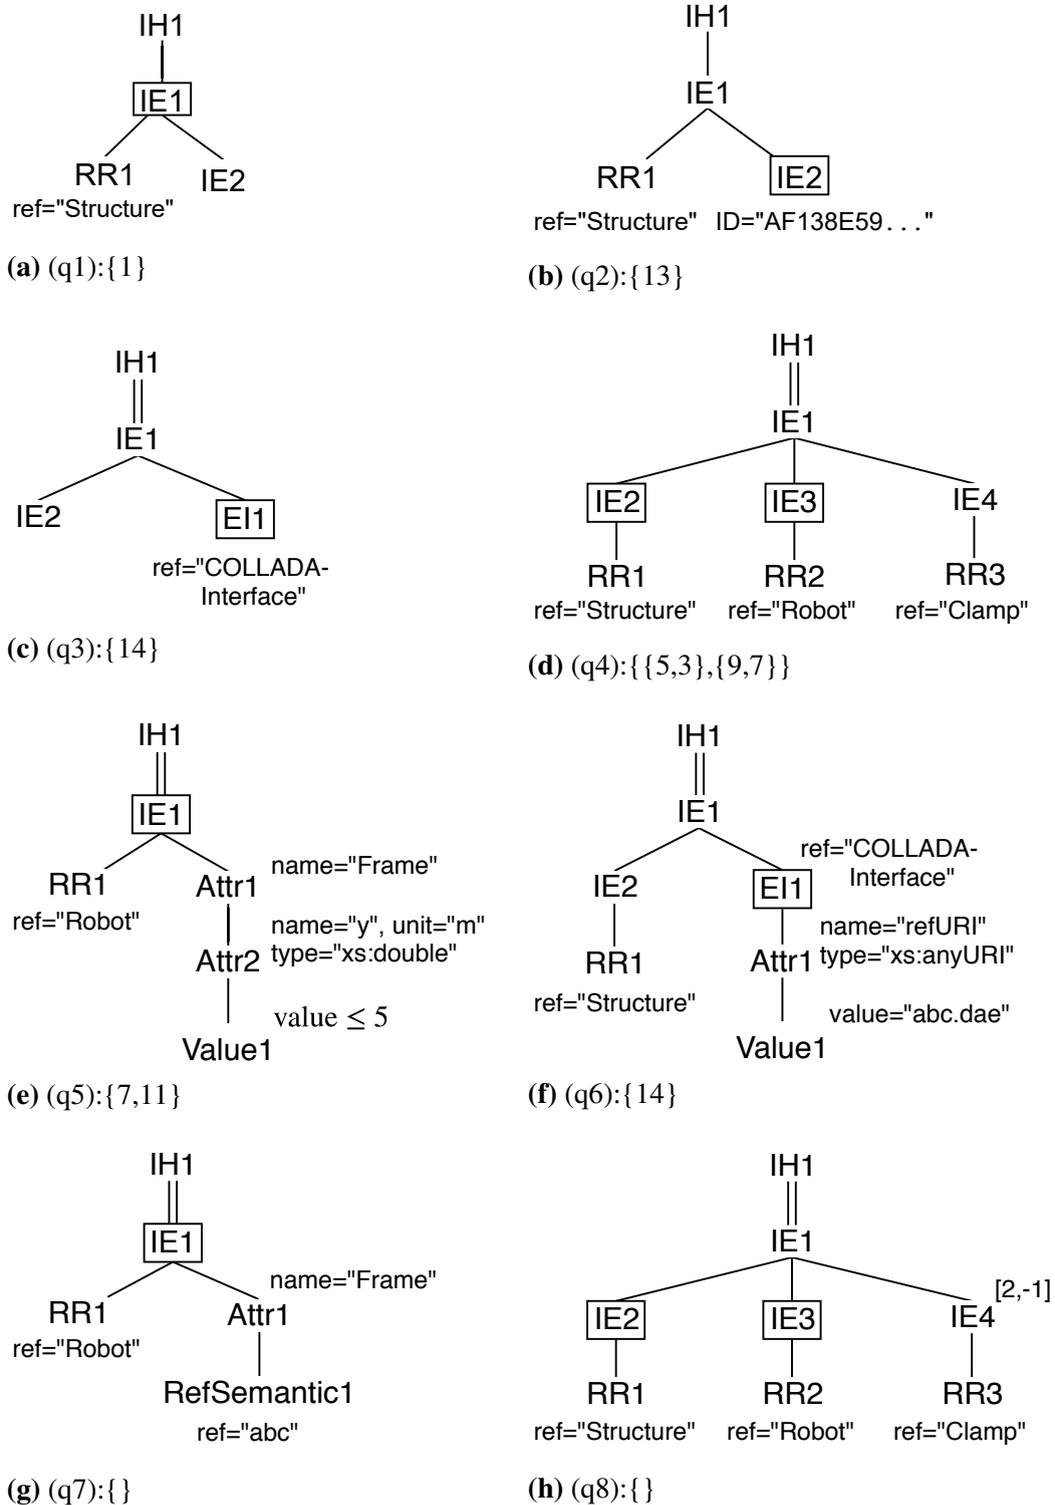 IH1
IE1
RR1
IE2
ref="Structure"
(a) (q1):{1}
IH1
IE1
RR1
IE2
ref="Structure" ID="AF138E59..."
(b) (q2):{13}
IH1
IE1
IE2
EI1
ref="COLLADA-
Interface"
(c) (q3):{14}
IH1
IE1
IE2
IE3
IE4
RR1
RR2
RR3
ref="Structure"
ref="Robot"
ref="Clamp"
(d) (q4):{{5,3},{9,7}}
IH1
IE1
RR1
ref="Robot"
Attr1
name="Frame"
name="y", unit="m"
type="xs:double"
Attr2
value ≤ 5
Value1
(e) (q5):{7,11}
IH1
IE1
ref="COLLADA-
Interface"
IE2
EI1
name="refURI"
type="xs:anyURI"
RR1
Attr1
ref="Structure"
value="abc.dae"
Value1
(f) (q6):{14}
IH1
IE1
name="Frame"
RR1
Attr1
ref="Robot"
RefSemantic1
ref="abc"
(g) (q7):{}
IH1
IE1
[2,-1]
IE2
IE3
IE4
RR1
RR2
RR3
ref="Structure"
ref="Robot"
ref="Clamp"
(h) (q8):{}